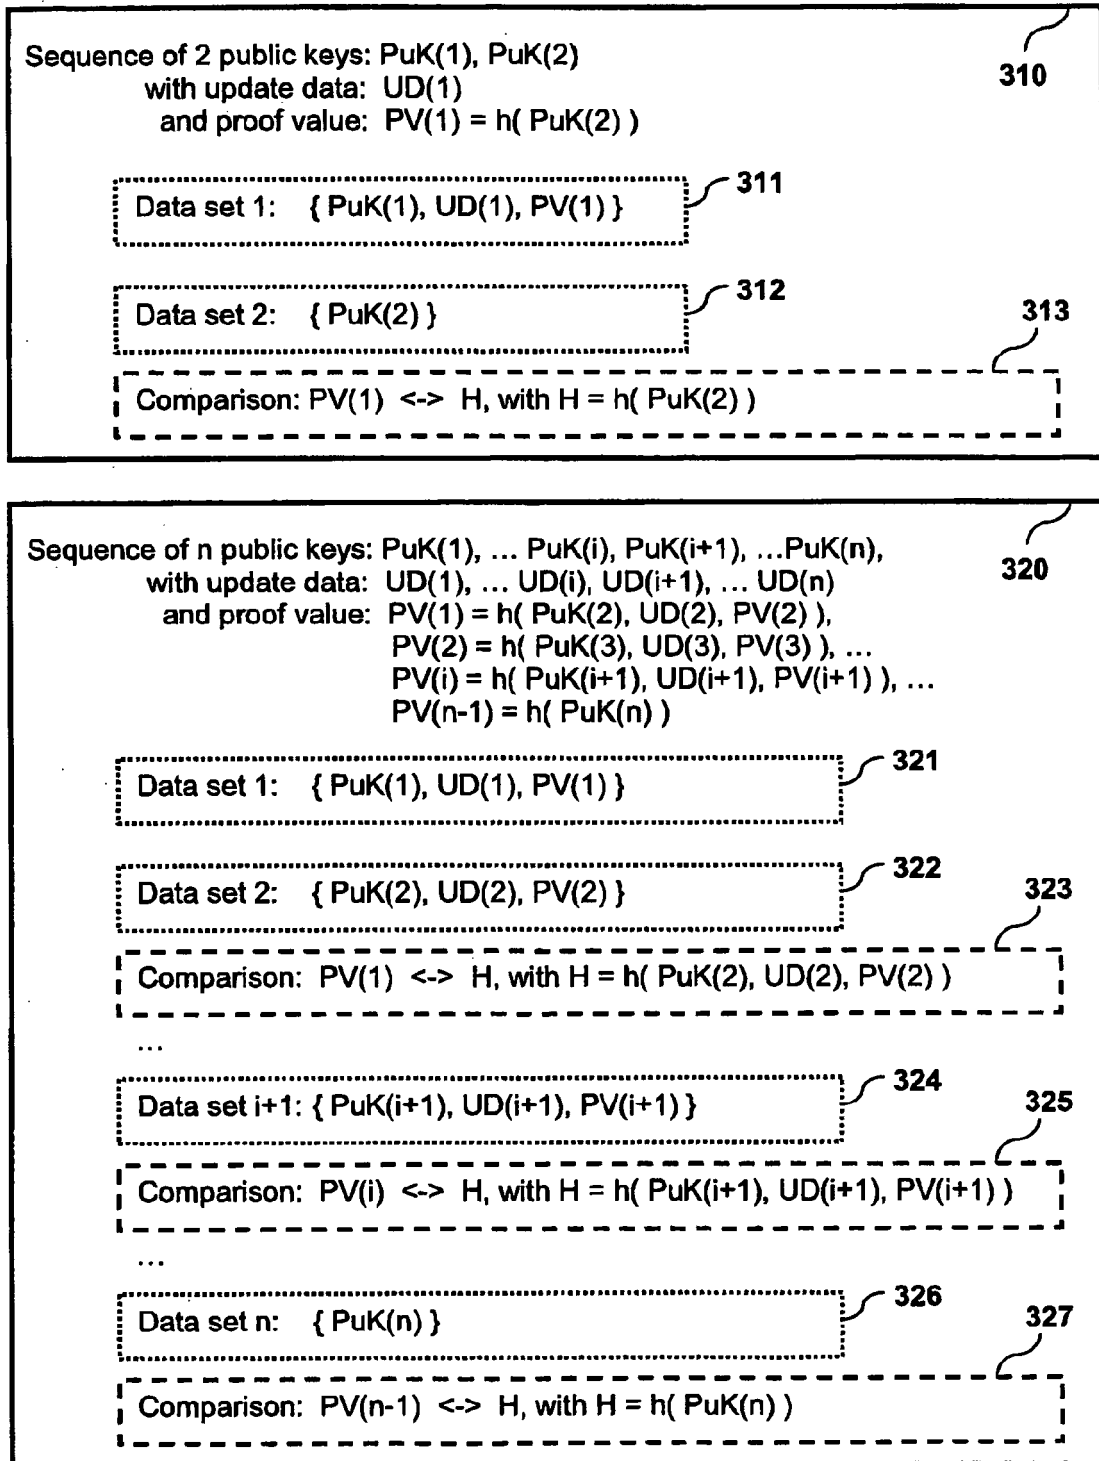 Sequence of 2 public keys: PuK(1), PuK(2)
310
with update data: UD(1)
and proof value: PV(1) = h( PuK(2) )
311
Data set 1: { PuK(1), UD(1), PV(1) }
312
Data set 2: { PuK(2) }
313
Comparison: PV(1) <-> H, with H = h( PuK(2) )
Sequence of n public keys: PuK(1), ... PuK(i), PuK(i+1), ...PuK(n),
320
with update data: UD(1), ... UD(i), UD(i+1), ... UD(n)
and proof value: PV(1) = h( PuK(2), UD(2), PV(2) ),
PV(2) = h( PuK(3), UD(3), PV(3) ), ...
PV(i) = h( PuK(i+1), UD(i+1), PV(i+1) ), ...
PV(n-1) = h( PuK(n) )
321
Data set 1: { PuK(1), UD(1), PV(1) }
322
Data set 2: { PuK(2), UD(2), PV(2) }
323
Comparison: PV(1) <-> H, with H = h( PuK(2), UD(2), PV(2) )
...
324
Data set i+1: { PuK(i+1), UD(i+1), PV(i+1) }
325
Comparison: PV(i) <-> H, with H = h( PuK(i+1), UD(i+1), PV(i+1) )
...
326
Data set n: { PuK(n) }
327
Comparison: PV(n-1) <-> H, with H = h( PuK(n) )